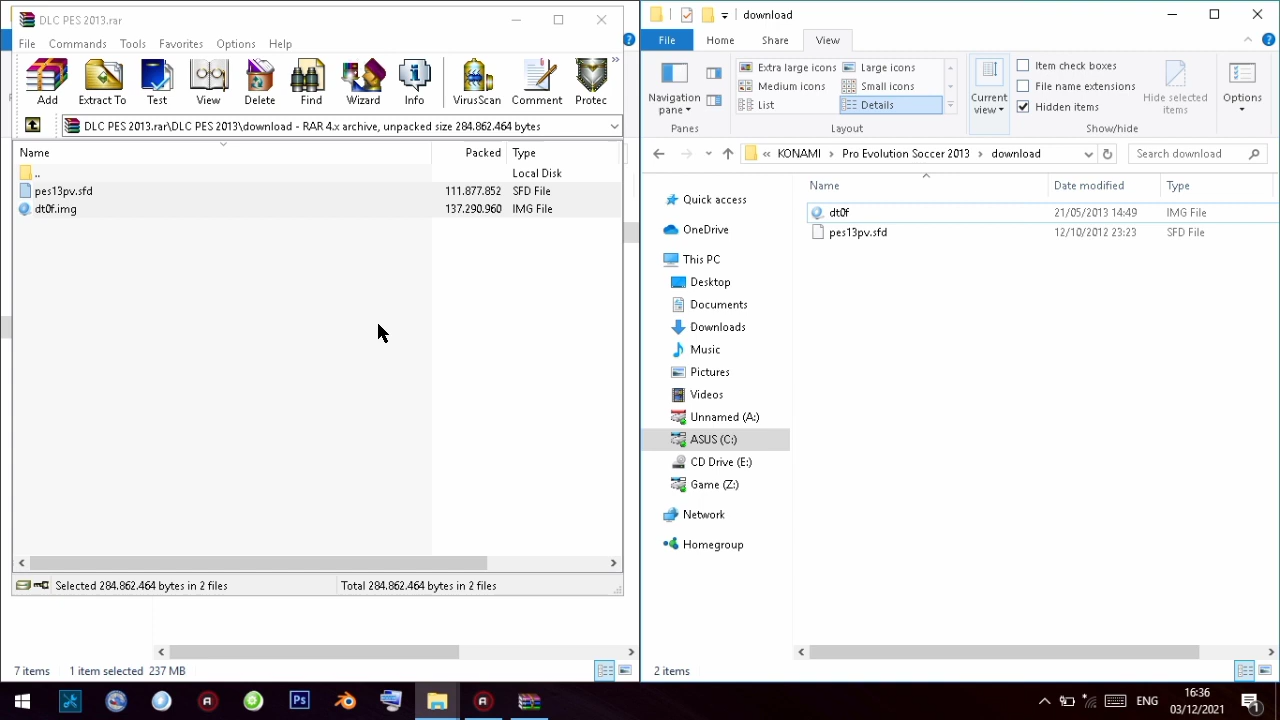 DLC PES 2013.rar
File Commands Tools Favorites Options Help
Add Extract To Test View Delete Find Wizard Info VirusScan Comment Protec
DLC PES 2013.rar\DLC PES 2013\download - RAR 4.x archive, unpacked size 284.862.464 bytes
Name Packed Type
.. Local Disk
pes13pv.sfd 111.877.852 SFD File
dt0f.img 137.290.960 IMG File
Selected 284.862.464 bytes in 2 files Total 284.862.464 bytes in 2 files
7 items 1 item selected 237 MB
download
File Home Share View
Navigation pane
Panes
Extra large icons Large icons
Medium icons Small icons
List Details
Layout
Current view
Item check boxes
File name extensions
Hidden items
Hide selected items
Show/hide
Options
« KONAMI › Pro Evolution Soccer 2013 › download
Search download
Name Date modified Type
dt0f 21/05/2013 14:49 IMG File
pes13pv.sfd 12/10/2012 23:23 SFD File
Quick access
OneDrive
This PC
Desktop
Documents
Downloads
Music
Pictures
Videos
Unnamed (A:)
ASUS (C:)
CD Drive (E:)
Game (Z:)
Network
Homegroup
2 items
Ps
ENG
16:36
03/12/2021
1